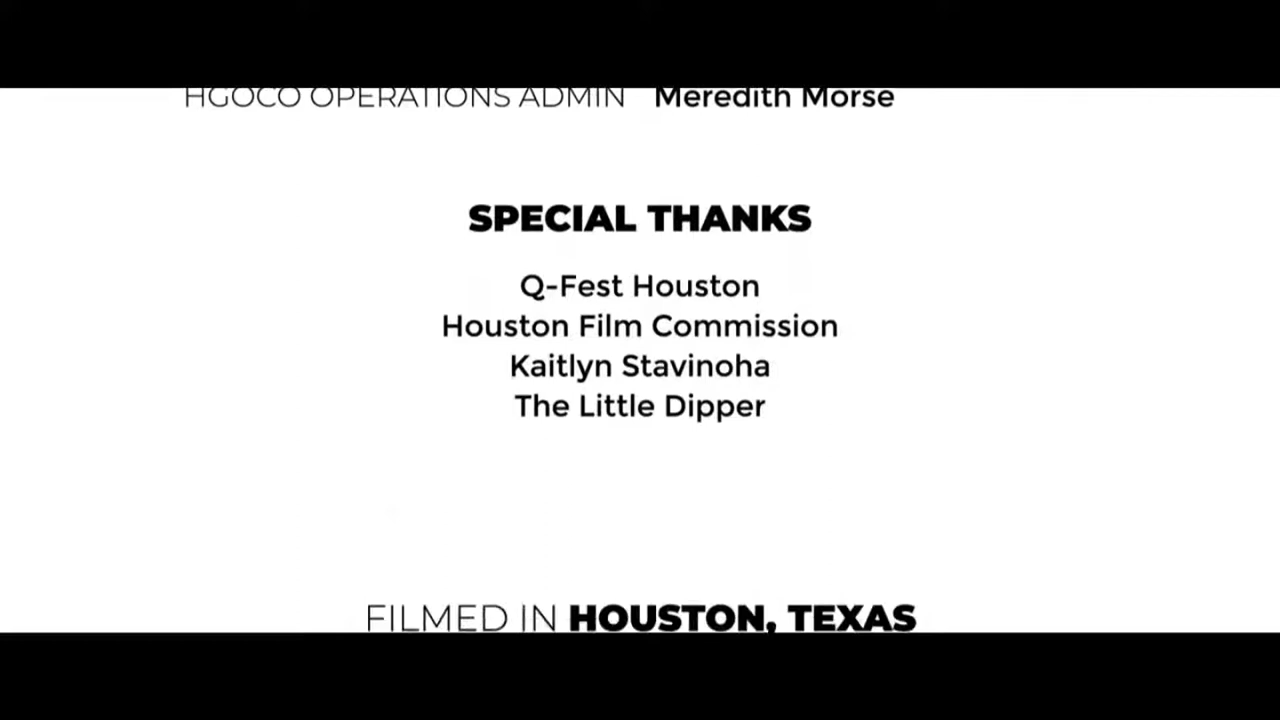 HGOCO OPERATIONS ADMIN Meredith Morse
SPECIAL THANKS
Q-Fest Houston
Houston Film Commission
Kaitlyn Stavinoha
The Little Dipper
FILMED IN HOUSTON, TEXAS